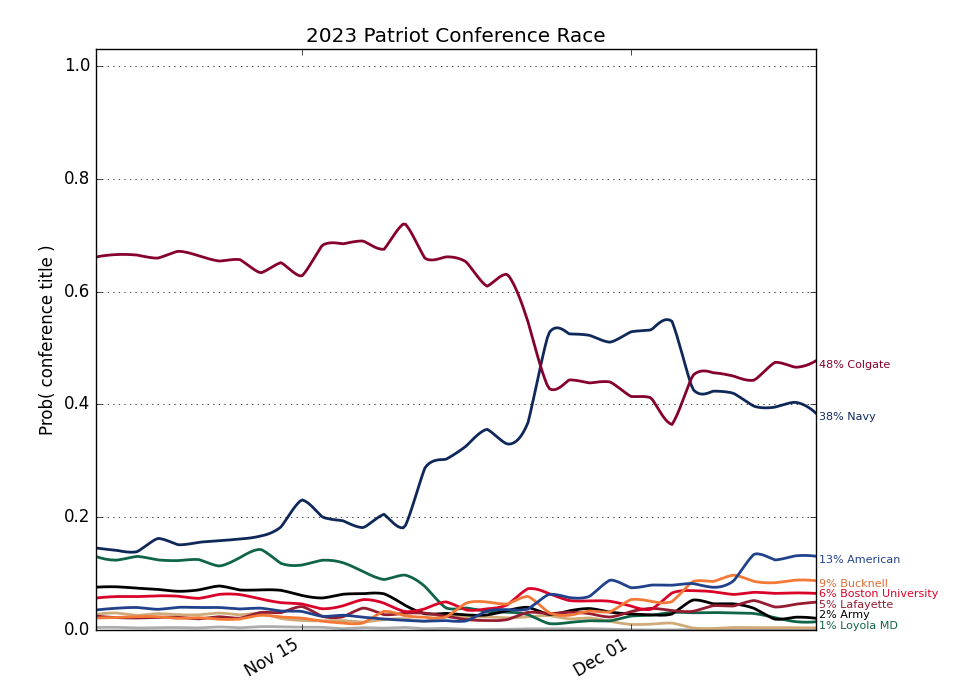 2023 Patriot Conference Race
Prob( conference title )
1.0
0.8
0.6
0.4
0.2
0.0
Nov 15
Dec 01
48% Colgate
38% Navy
13% American
9% Bucknell
6% Boston University
5% Lafayette
2% Army
1% Loyola MD